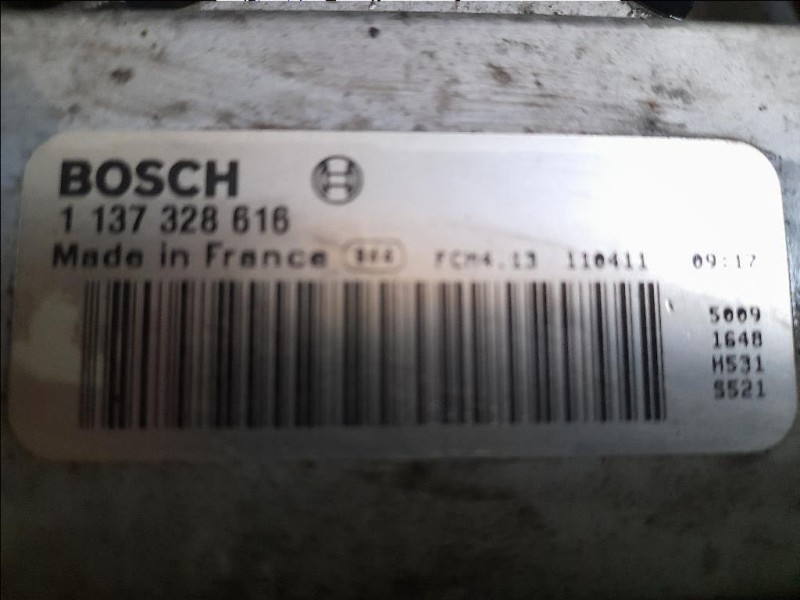 BOSCH
1 137 328 616
Made in France FCM4.13 110411 09:17
5009
1648
H531
S521